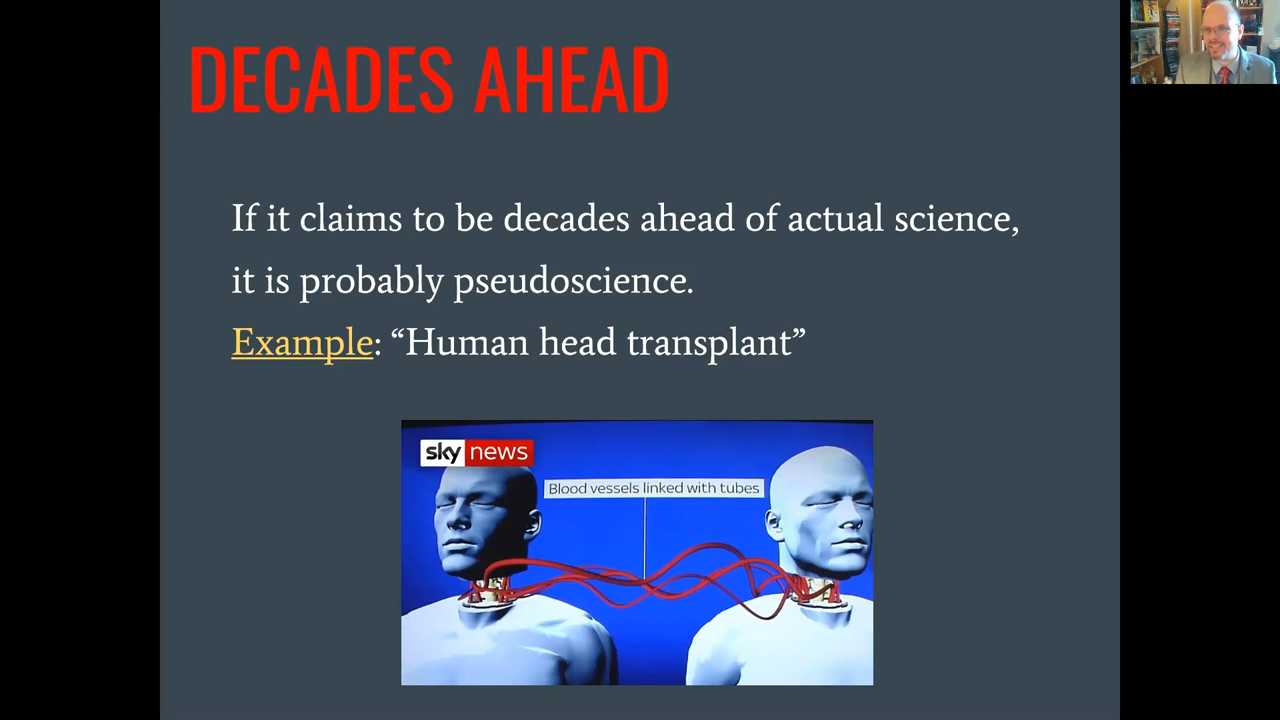 DECADES AHEAD
If it claims to be decades ahead of actual science,
it is probably pseudoscience.
Example: “Human head transplant”
sky news
Blood vessels linked with tubes